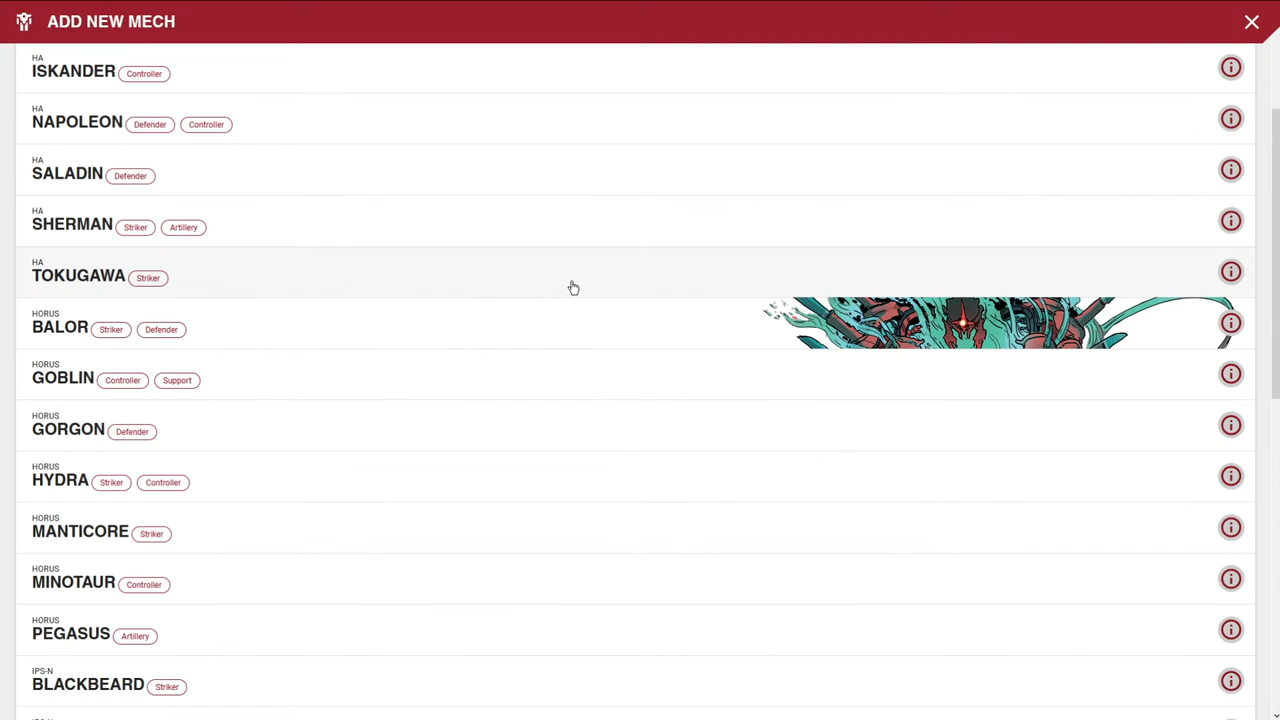 ADD NEW MECH
HA
ISKANDER Controller
HA
NAPOLEON Defender Controller
HA
SALADIN Defender
HA
SHERMAN Striker Artillery
HA
TOKUGAWA Striker
HORUS
BALOR Striker Defender
HORUS
GOBLIN Controller Support
HORUS
GORGON Defender
HORUS
HYDRA Striker Controller
HORUS
MANTICORE Striker
HORUS
MINOTAUR Controller
HORUS
PEGASUS Artillery
IPS-N
BLACKBEARD Striker